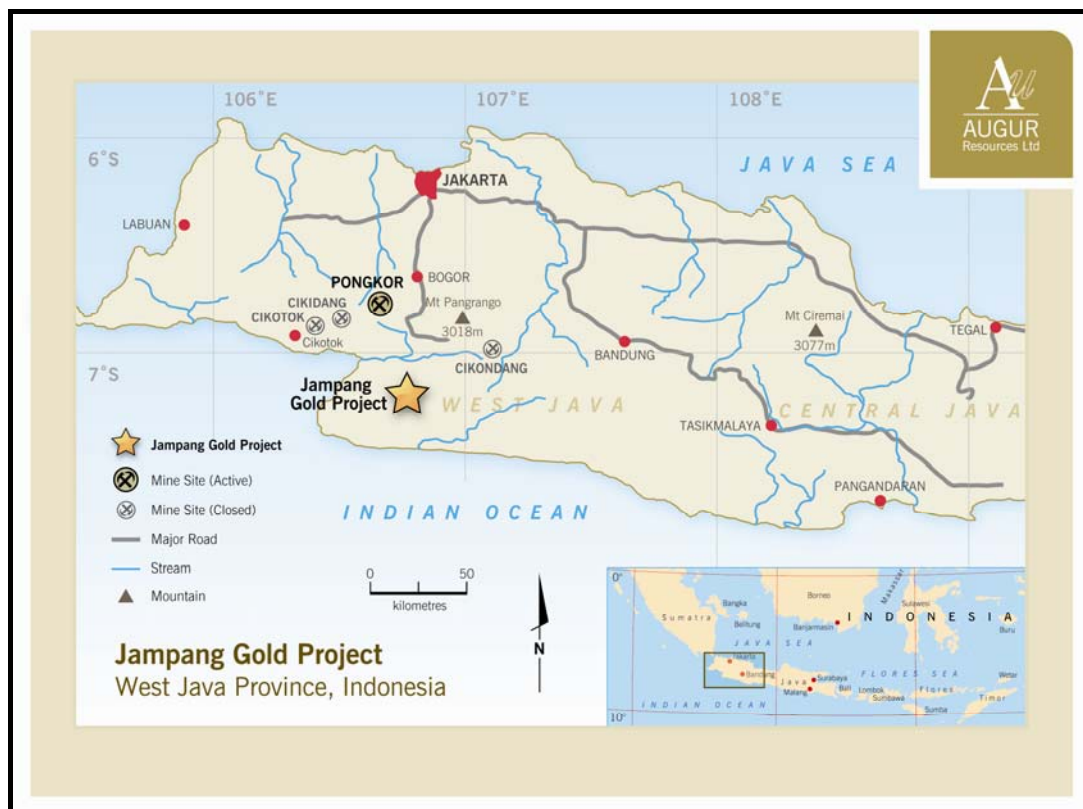 106°E
107°E
108°E
Au
AUGUR
Resources Ltd
6°S
JAVA SEA
JAKARTA
LABUAN
PONGKOR
BOGOR
CIKIDANG
Mt Pangrango
3018m
CIKOTOK
Cikotok
Mt Ciremai
3077m
TEGAL
BANDUNG
CIKONDANG
7°S
Jampang
Gold Project
WEST JAVA
CENTRAL JAVA
TASIKMALAYA
PANGANDARAN
Jampang Gold Project
Mine Site (Active)
Mine Site (Closed)
Major Road
Stream
Mountain
INDIAN OCEAN
0 50
kilometres
N
Jampang Gold Project
West Java Province, Indonesia
0°
Sumatra
Bangka
Belitung
Borneo
Banjarmasin
Makassar
Sulawesi
INDONESIA
Buru
JAVA SEA
Jakarta
Bandung
Java
Surabaya
Malang
Bali
FLORES SEA
Lombok
Sumbawa
Flores
Sumba
Wetar
Timor
INDIAN OCEAN
10°